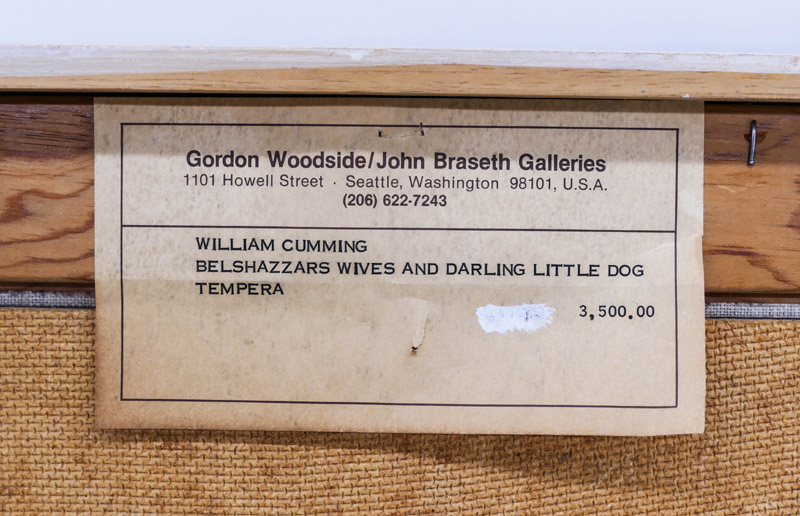 Gordon Woodside/John Braseth Galleries
1101 Howell Street · Seattle, Washington 98101, U.S.A.
(206) 622-7243
WILLIAM CUMMING
BELSHAZZARS WIVES AND DARLING LITTLE DOG
TEMPERA
3,500.00